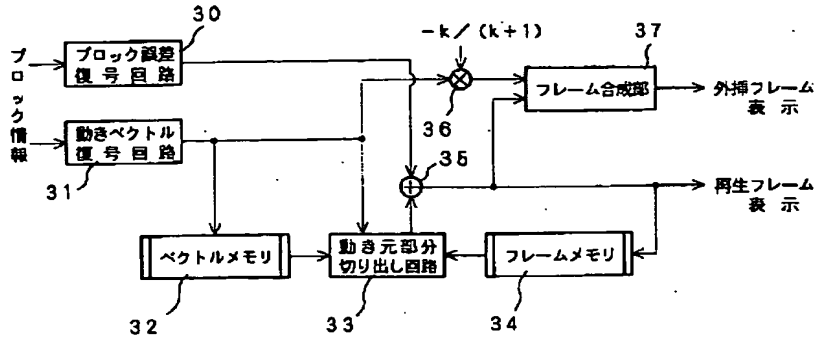 30
ブロック誤差
復号回路
ブロック情報
動きベクトル
復号回路
31
-k/(k+1)
36
37
フレーム合成部
外挿フレーム
表示
35
再生フレーム
表示
ベクトルメモリ
32
動き元部分
切り出し回路
33
フレームメモリ
34